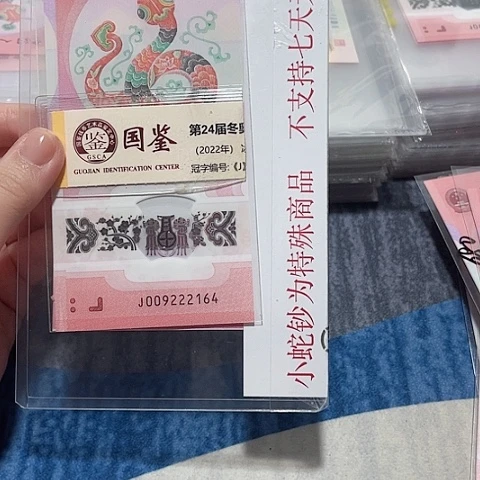 国鉴
GSCA
GUOJIAN IDENTIFICATION CENTER
第24届冬奥
(2022年)
冠字编号:《J
J009222164
小蛇钞为特殊商品 不支持七天